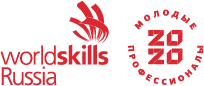 worldskills
Russia
МОЛОДЫЕ
2020
ПРОФЕССИОНАЛЫ